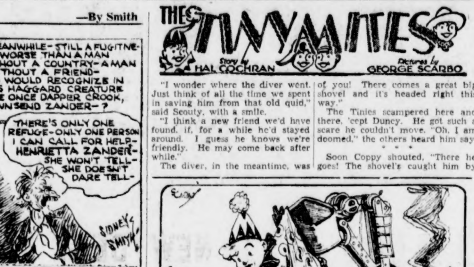 —By Smith
MEANWHILE - STILL A FUGITIVE -
WORSE THAN A MAN
WITHOUT A COUNTRY - A MAN
WITHOUT A FRIEND -
WOULD RECOGNIZE IN
HAGGARD CREATURE
ONCE DAPPER CROOK,
TOWNSEND ZANDER - ?
THERE'S ONLY ONE
REFUGE - ONLY ONE PERSON
I CAN CALL FOR HELP -
HENRIETTA ZANDER -
SHE WON'T TELL -
SHE DOESN'T
DARE TELL -
SIDNEY
SMITH
THE TINYMITES
Story by
HAL COCHRAN
Pictures by
GEORGE SCARBO
"I wonder where the diver went.
Just think of all the time we spent
in saving him from that old quid,"
said Scouty, with a smile.
"I think a new friend we'd have
found, if, for a while he'd stayed
around. I guess he knows we're
friendly. He may come back after
while."
The diver, in the meantime, was
of you! There comes a great big
shovel and it's headed right this
way."
The Tinies scampered here and
there, 'cept Duncy. He got such a
scare he couldn't move. "Oh, I am
doomed," the others heard him say.
* * *
Soon Coppy shouted, "There he
goes! The shovel's caught him by